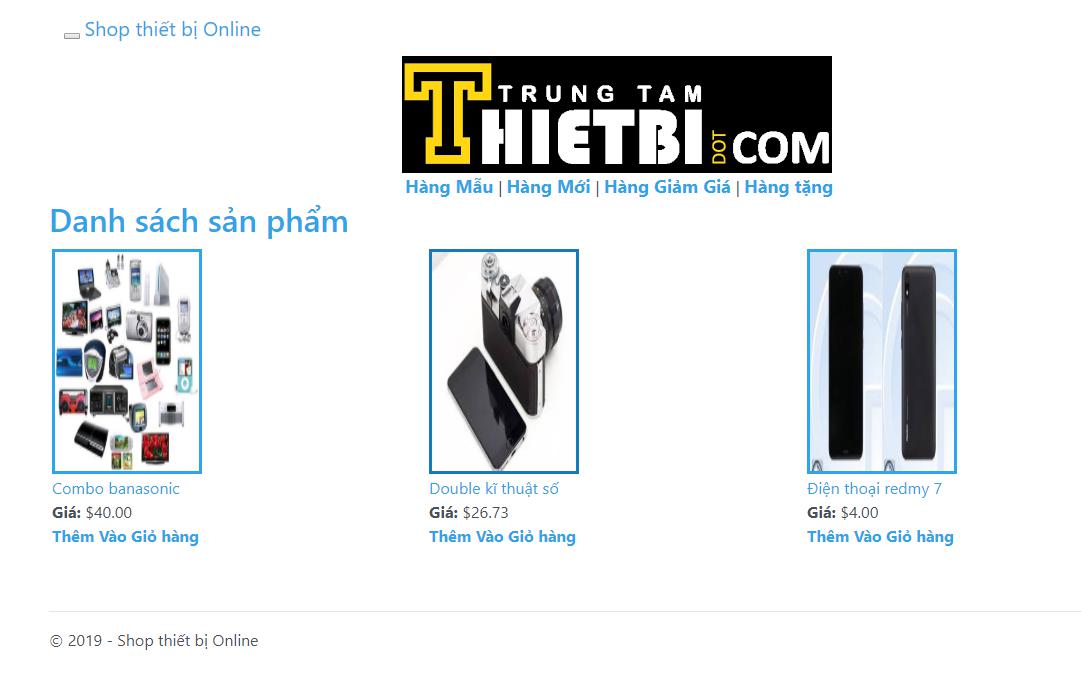 Shop thiết bị Online
TRUNG TAM
THIETBI DOT COM
Hàng Mẫu | Hàng Mới | Hàng Giảm Giá | Hàng tặng
Danh sách sản phẩm
Combo banasonic
Giá: $40.00
Thêm Vào Giỏ hàng
Double kĩ thuật số
Giá: $26.73
Thêm Vào Giỏ hàng
Điện thoại redmy 7
Giá: $4.00
Thêm Vào Giỏ hàng
© 2019 - Shop thiết bị Online